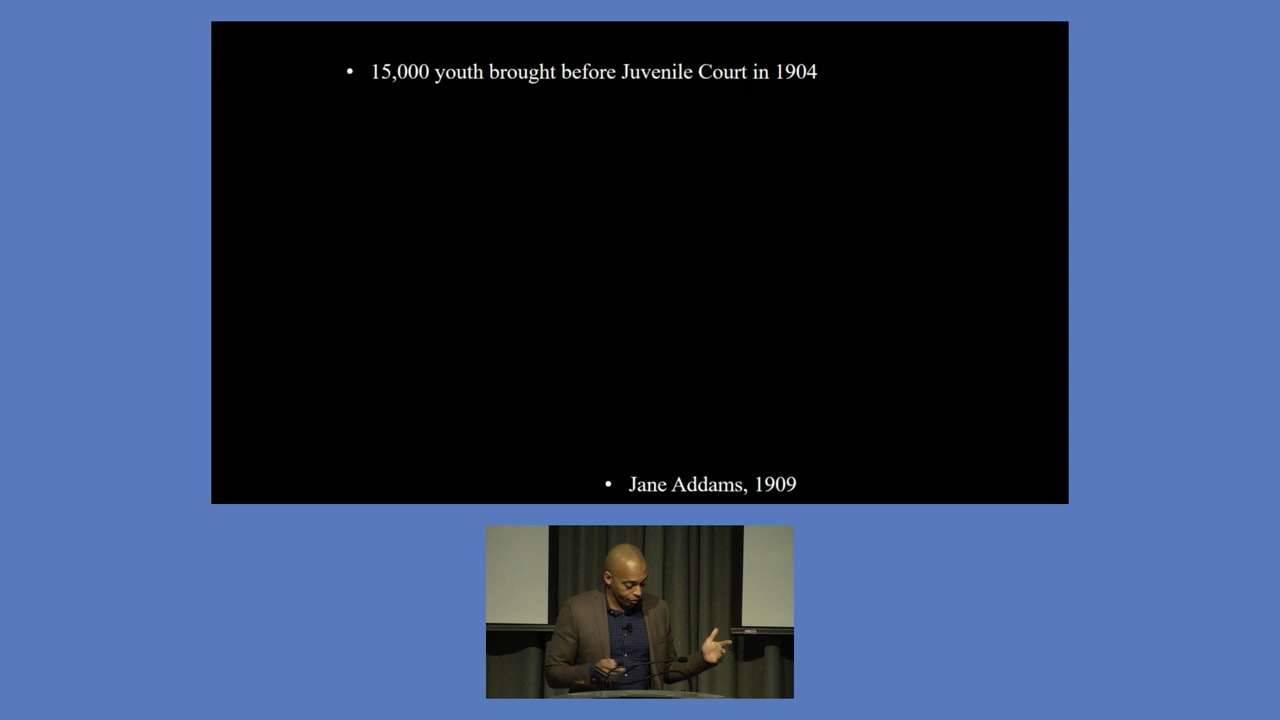 • 15,000 youth brought before Juvenile Court in 1904
• Jane Addams, 1909